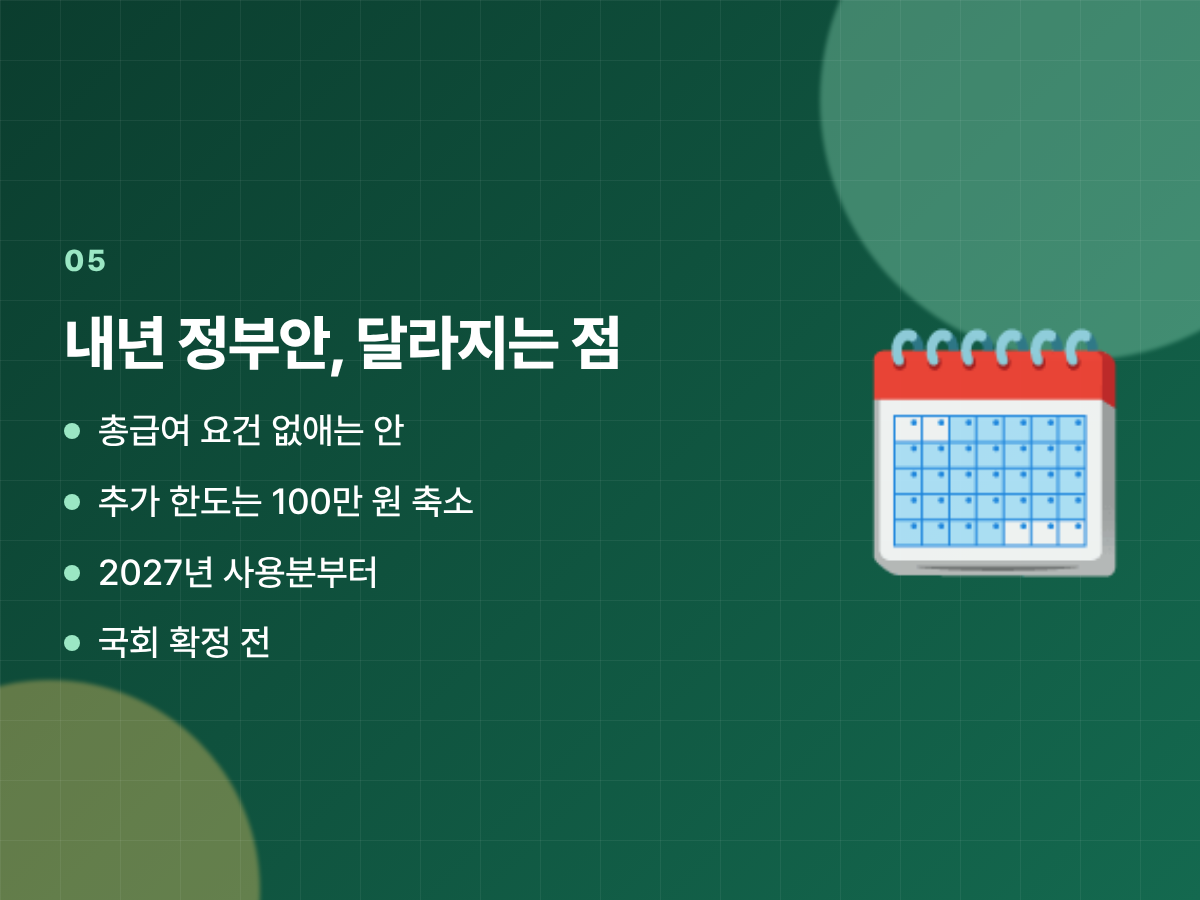 05
내년 정부안, 달라지는 점
총급여 요건 없애는 안
추가 한도는 100만 원 축소
2027년 사용분부터
국회 확정 전